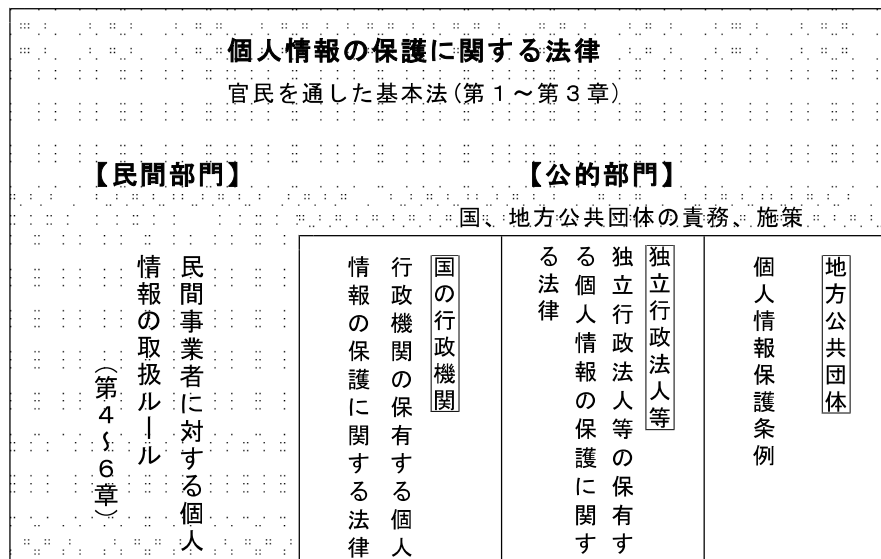 個人情報の保護に関する法律
官民を通した基本法(第１～第３章)
【民間部門】
【公的部門】
国、地方公共団体の責務、施策
民間事業者に対する個人
情報の取扱ルール
（第４～６章）
国の行政機関
行政機関の保有する個人
情報の保護に関する法律
独立行政法人等
独立行政法人等の保有す
る個人情報の保護に関す
る法律
地方公共団体
個人情報保護条例